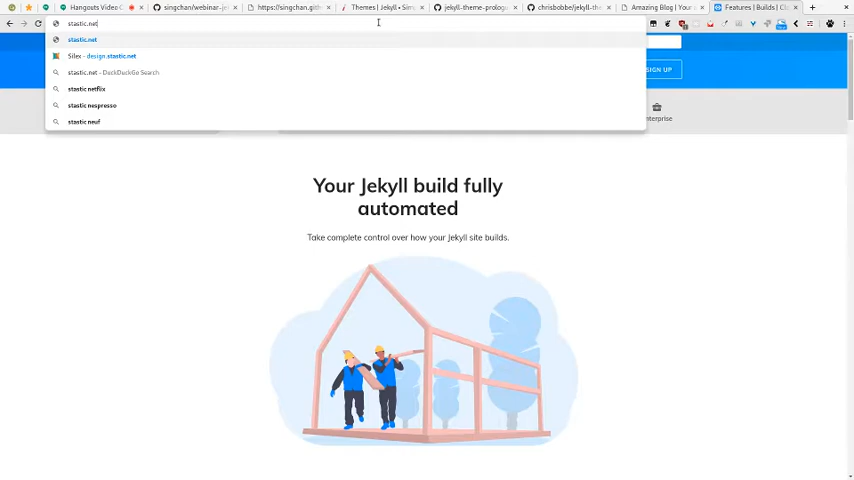 Hangouts Video C
singchan/webinar-je
https://singchan.gith
Themes | Jekyll • Simp
jekyll-theme-prologu
chrisbobbe/jekyll-the
Amazing Blog | Your a
Features | Builds | Cl
stastic.net
stastic.net
Silex - design.stastic.net
stastic.net - DuckDuckGo Search
stastic netflix
stastic nespresso
stastic neuf
SIGN UP
nterprise
Your Jekyll build fully
automated
Take complete control over how your Jekyll site builds.